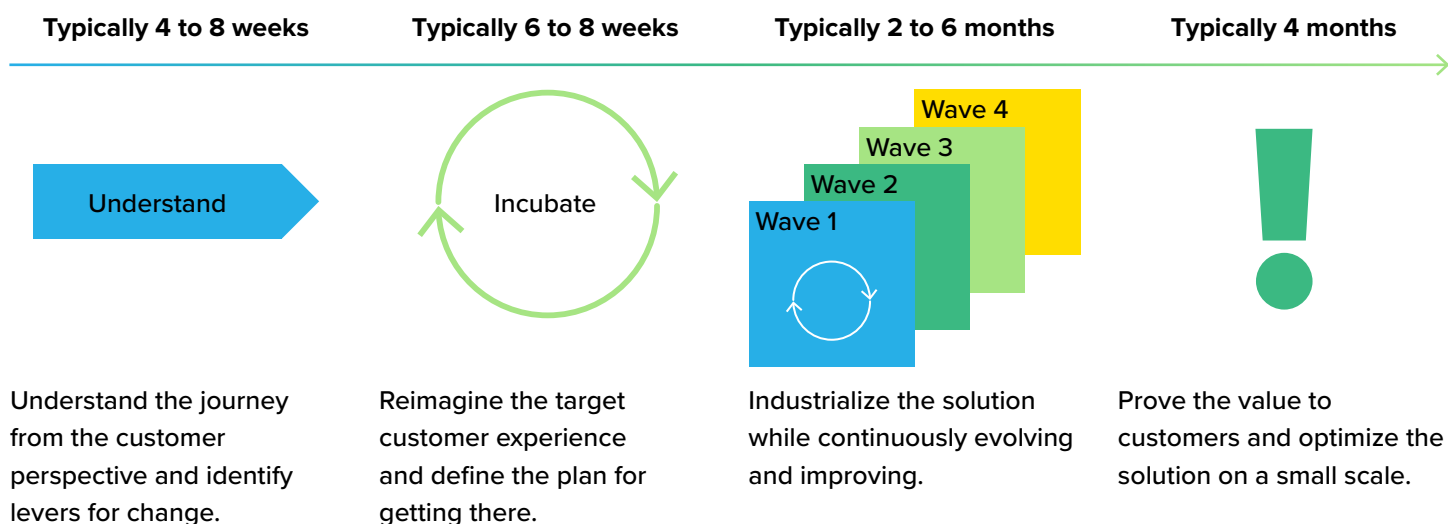 Typically 4 to 8 weeks
Typically 6 to 8 weeks
Typically 2 to 6 months
Typically 4 months
Understand
Incubate
Wave 1
Wave 2
Wave 3
Wave 4
Understand the journey
from the customer
perspective and identify
levers for change.
Reimagine the target
customer experience
and define the plan for
getting there.
Industrialize the solution
while continuously evolving
and improving.
Prove the value to
customers and optimize the
solution on a small scale.